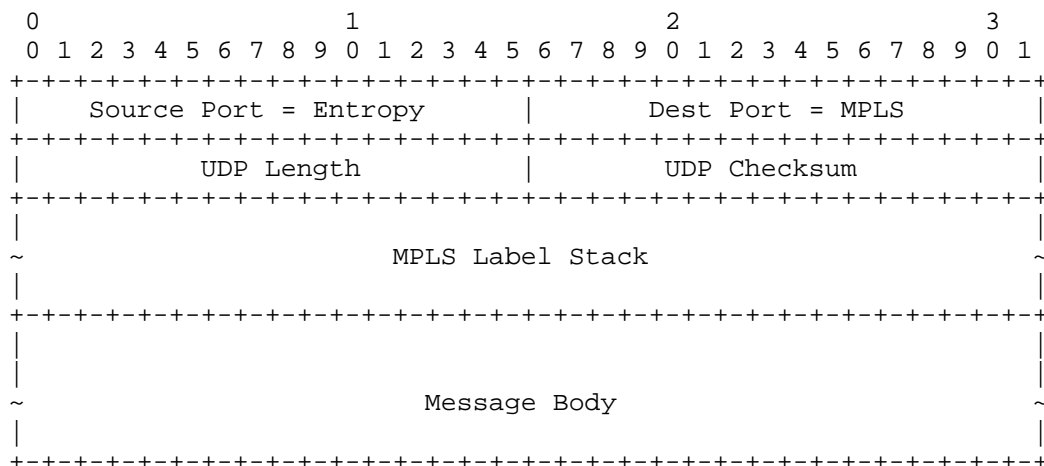 0                   1                   2                   3
 0 1 2 3 4 5 6 7 8 9 0 1 2 3 4 5 6 7 8 9 0 1 2 3 4 5 6 7 8 9 0 1
+-+-+-+-+-+-+-+-+-+-+-+-+-+-+-+-+-+-+-+-+-+-+-+-+-+-+-+-+-+-+-+-+
|    Source Port = Entropy      |       Dest Port = MPLS        |
+-+-+-+-+-+-+-+-+-+-+-+-+-+-+-+-+-+-+-+-+-+-+-+-+-+-+-+-+-+-+-+-+
|           UDP Length          |        UDP Checksum           |
+-+-+-+-+-+-+-+-+-+-+-+-+-+-+-+-+-+-+-+-+-+-+-+-+-+-+-+-+-+-+-+-+
|                                                               |
~                       MPLS Label Stack                        ~
|                                                               |
+-+-+-+-+-+-+-+-+-+-+-+-+-+-+-+-+-+-+-+-+-+-+-+-+-+-+-+-+-+-+-+-+
|                                                               |
|                                                               |
~                         Message Body                          ~
|                                                               |
+-+-+-+-+-+-+-+-+-+-+-+-+-+-+-+-+-+-+-+-+-+-+-+-+-+-+-+-+-+-+-+-+